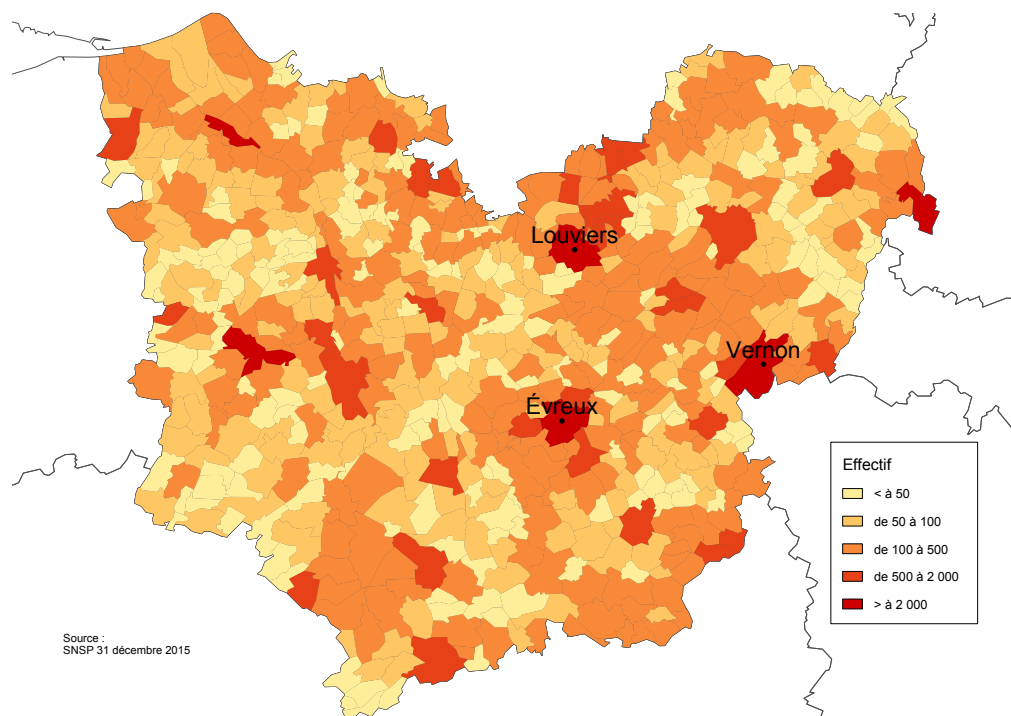 Louviers
Vernon
Évreux
Effectif
< à 50
de 50 à 100
de 100 à 500
de 500 à 2 000
> à 2 000
Source :
SNSP 31 décembre 2015